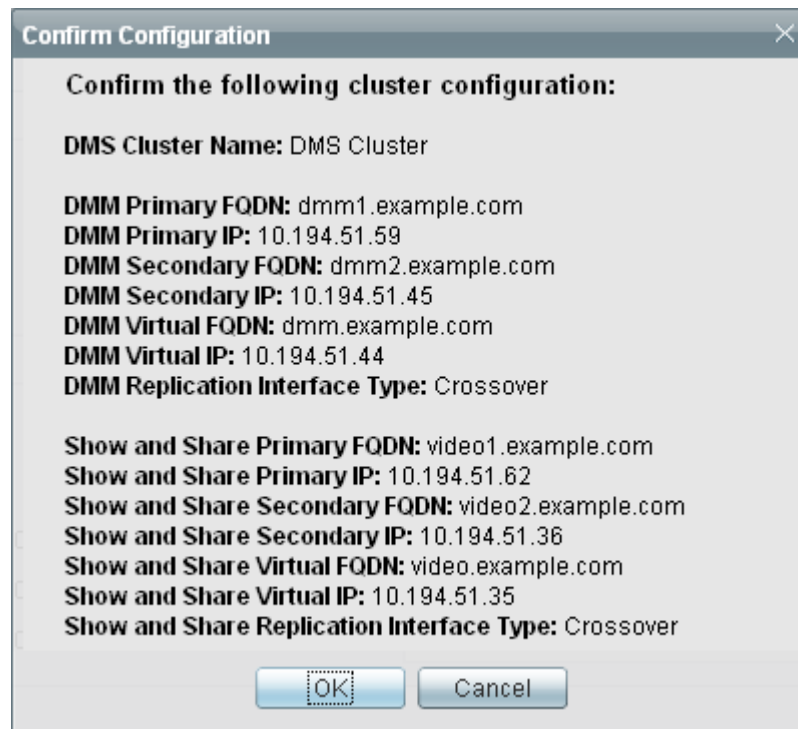 Confirm Configuration
Confirm the following cluster configuration:
DMS Cluster Name: DMS Cluster
DMM Primary FQDN: dmm1.example.com
DMM Primary IP: 10.194.51.59
DMM Secondary FQDN: dmm2.example.com
DMM Secondary IP: 10.194.51.45
DMM Virtual FQDN: dmm.example.com
DMM Virtual IP: 10.194.51.44
DMM Replication Interface Type: Crossover
Show and Share Primary FQDN: video1.example.com
Show and Share Primary IP: 10.194.51.62
Show and Share Secondary FQDN: video2.example.com
Show and Share Secondary IP: 10.194.51.36
Show and Share Virtual FQDN: video.example.com
Show and Share Virtual IP: 10.194.51.35
Show and Share Replication Interface Type: Crossover
OK Cancel